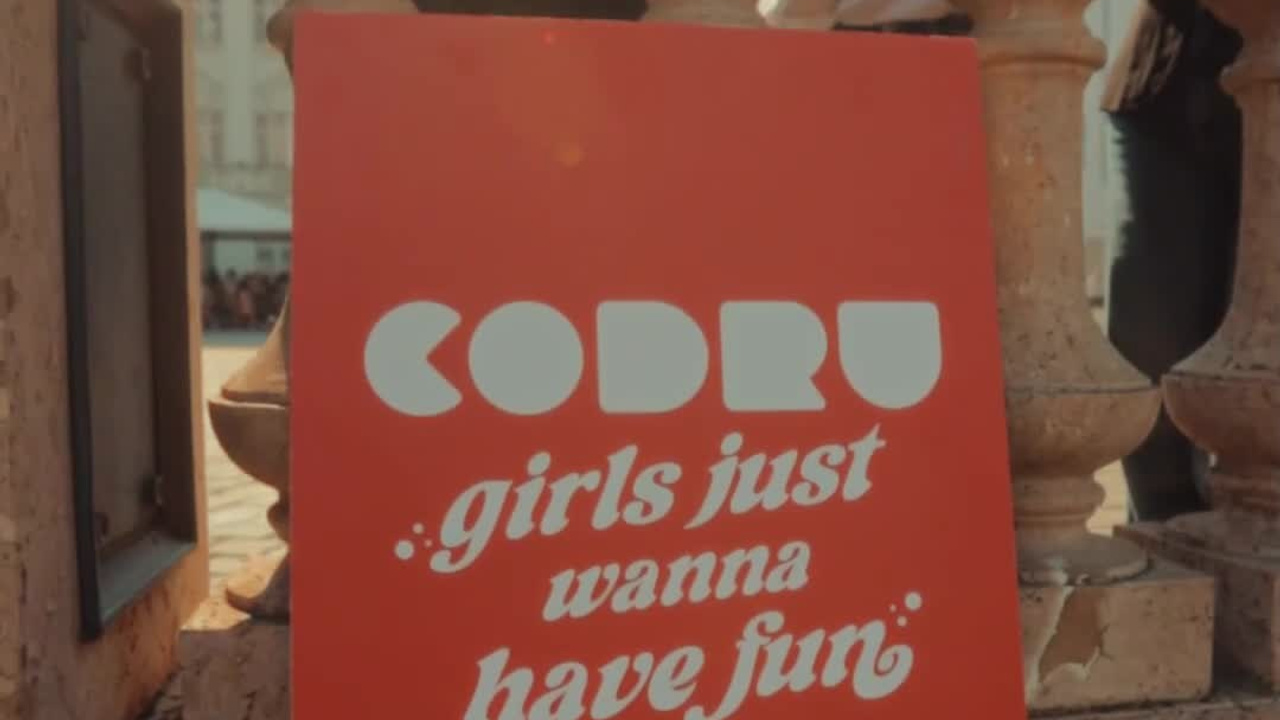 CODRU
girls just
wanna
have fun